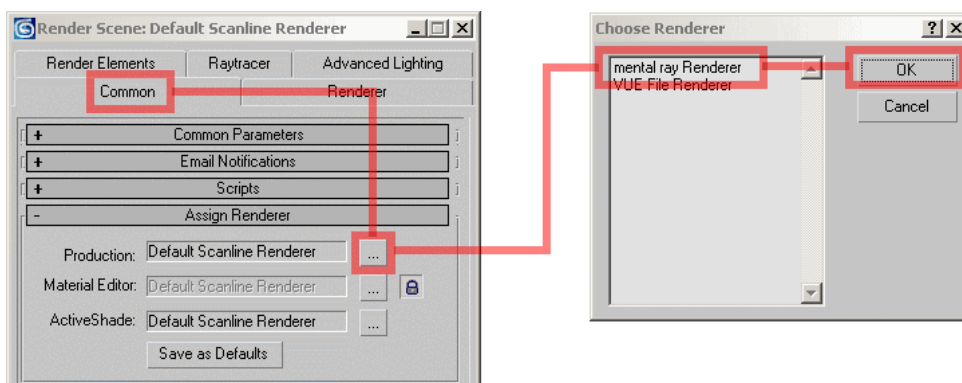 Render Scene: Default Scanline Renderer
Render Elements Raytracer Advanced Lighting
Common Renderer
+ Common Parameters
+ Email Notifications
+ Scripts
- Assign Renderer
Production: Default Scanline Renderer ...
Material Editor: Default Scanline Renderer ...
ActiveShade: Default Scanline Renderer ...
Save as Defaults
Choose Renderer
mental ray Renderer
VUE File Renderer
OK
Cancel